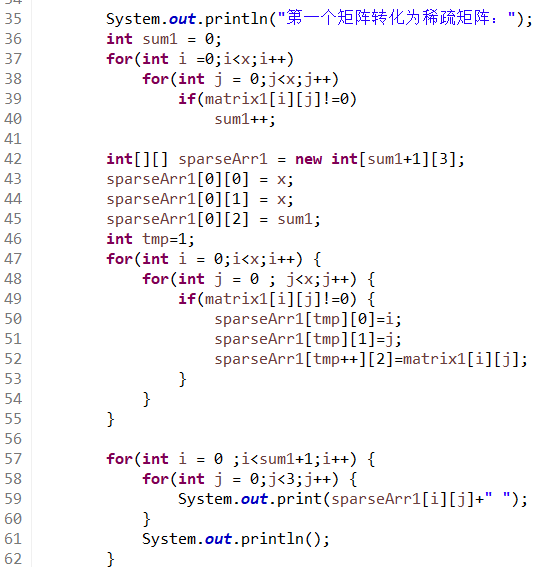 35 System.out.println("第一个矩阵转化为稀疏矩阵：");
36 int sum1 = 0;
37 for(int i =0;i<x;i++)
38 for(int j = 0;j<x;j++)
39 if(matrix1[i][j]!=0)
40 sum1++;
41
42 int[][] sparseArr1 = new int[sum1+1][3];
43 sparseArr1[0][0] = x;
44 sparseArr1[0][1] = x;
45 sparseArr1[0][2] = sum1;
46 int tmp=1;
47 for(int i = 0;i<x;i++) {
48 for(int j = 0 ; j<x;j++) {
49 if(matrix1[i][j]!=0) {
50 sparseArr1[tmp][0]=i;
51 sparseArr1[tmp][1]=j;
52 sparseArr1[tmp++][2]=matrix1[i][j];
53 }
54 }
55 }
56
57 for(int i = 0 ;i<sum1+1;i++) {
58 for(int j = 0;j<3;j++) {
59 System.out.print(sparseArr1[i][j]+" ");
60 }
61 System.out.println();
62 }